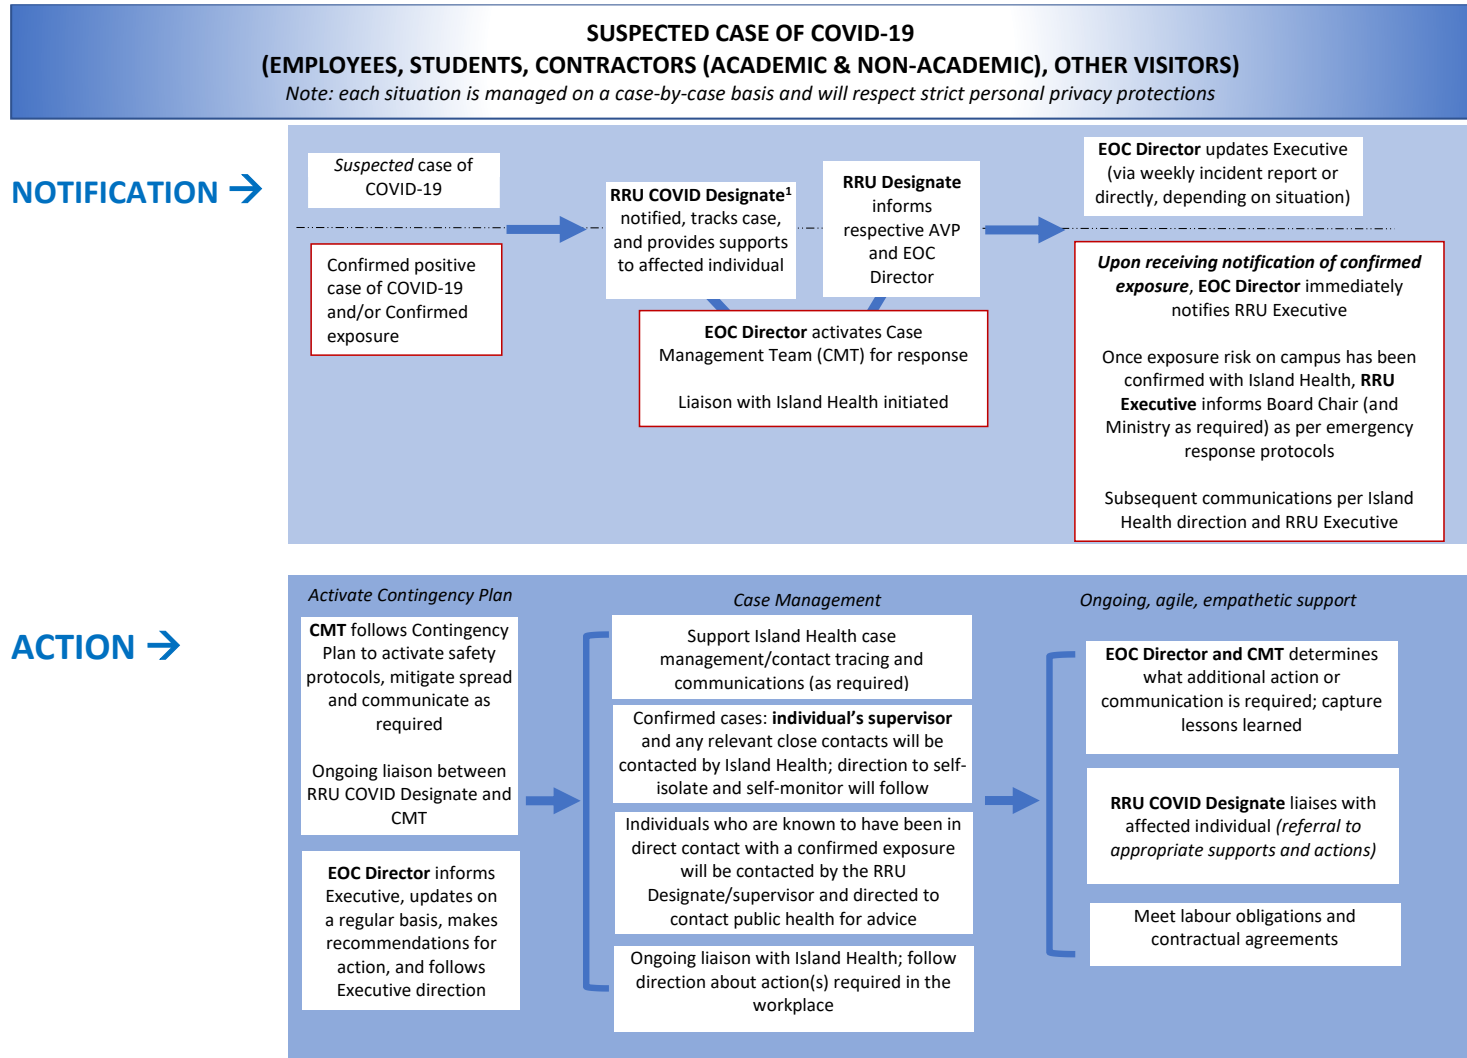 SUSPECTED CASE OF COVID-19
(EMPLOYEES, STUDENTS, CONTRACTORS (ACADEMIC & NON-ACADEMIC), OTHER VISITORS)
Note: each situation is managed on a case-by-case basis and will respect strict personal privacy protections
NOTIFICATION →
Suspected case of
COVID-19
Confirmed positive
case of COVID-19
and/or Confirmed
exposure
RRU COVID Designate¹
notified, tracks case,
and provides supports
to affected individual
RRU Designate
informs
respective AVP
and EOC
Director
EOC Director activates Case
Management Team (CMT) for response
Liaison with Island Health initiated
EOC Director updates Executive
(via weekly incident report or
directly, depending on situation)
Upon receiving notification of confirmed
exposure, EOC Director immediately
notifies RRU Executive
Once exposure risk on campus has been
confirmed with Island Health, RRU
Executive informs Board Chair (and
Ministry as required) as per emergency
response protocols
Subsequent communications per Island
Health direction and RRU Executive
ACTION →
Activate Contingency Plan
CMT follows Contingency
Plan to activate safety
protocols, mitigate spread
and communicate as
required
Ongoing liaison between
RRU COVID Designate and
CMT
EOC Director informs
Executive, updates on
a regular basis, makes
recommendations for
action, and follows
Executive direction
Case Management
Support Island Health case
management/contact tracing and
communications (as required)
Confirmed cases: individual's supervisor
and any relevant close contacts will be
contacted by Island Health; direction to self-
isolate and self-monitor will follow
Individuals who are known to have been in
direct contact with a confirmed exposure
will be contacted by the RRU
Designate/supervisor and directed to
contact public health for advice
Ongoing liaison with Island Health; follow
direction about action(s) required in the
workplace
Ongoing, agile, empathetic support
EOC Director and CMT determines
what additional action or
communication is required; capture
lessons learned
RRU COVID Designate liaises with
affected individual (referral to
appropriate supports and actions)
Meet labour obligations and
contractual agreements